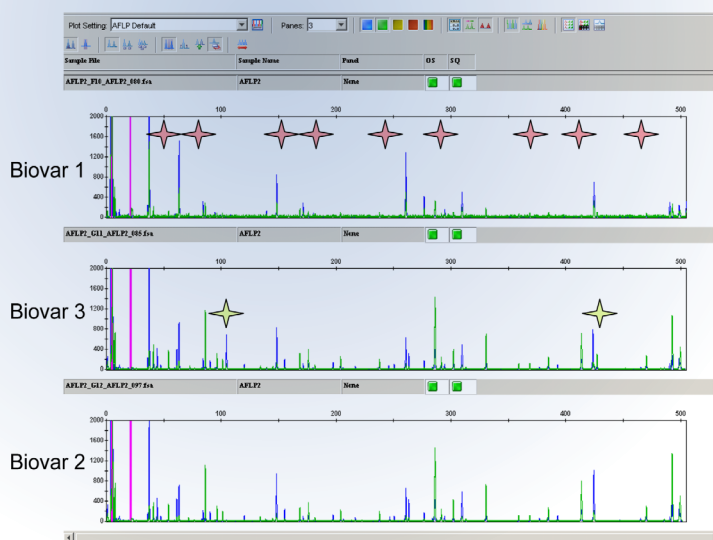 Plot Setting: AFLP Default Panes: 3
Sample File Sample Name Panel OS SQ
AFLP2_F10_AFLP2_080.fsa AFLP2 None
0 100 200 300 400 500
2000
1600
1200
800
400
0
Biovar 1
AFLP2_G11_AFLP2_085.fsa AFLP2 None
0 100 200 300 400 500
2000
1600
1200
800
400
0
Biovar 3
AFLP2_G12_AFLP2_097.fsa AFLP2 None
0 100 200 300 400 500
2000
1600
1200
800
400
0
Biovar 2